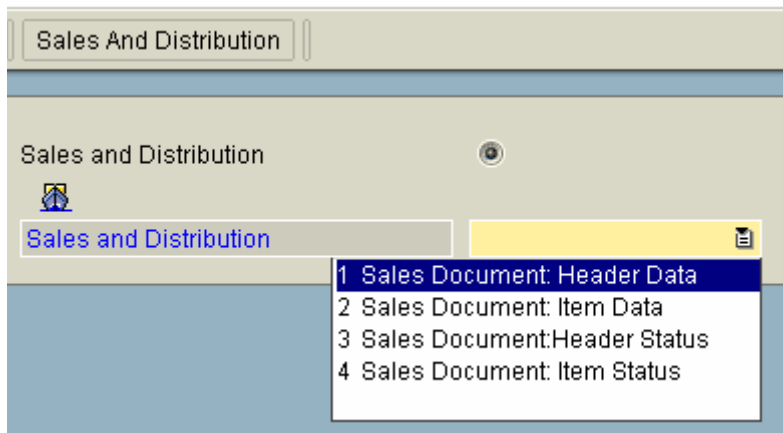 Sales And Distribution
Sales and Distribution
Sales and Distribution
1 Sales Document: Header Data
2 Sales Document: Item Data
3 Sales Document:Header Status
4 Sales Document: Item Status